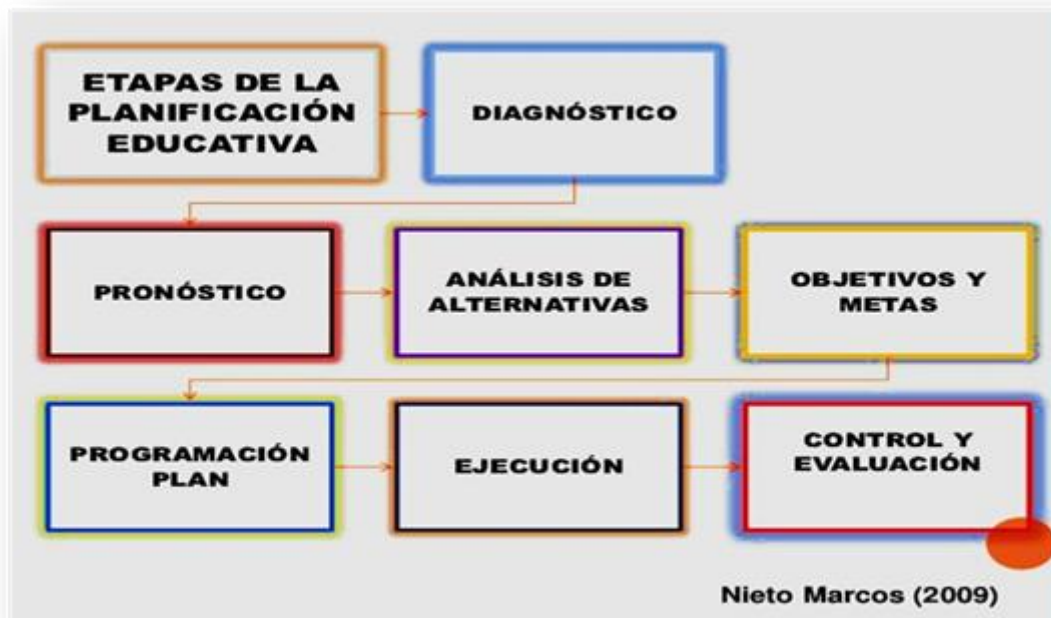 ETAPAS DE LA
PLANIFICACIÓN
EDUCATIVA
DIAGNÓSTICO
PRONÓSTICO
ANÁLISIS DE
ALTERNATIVAS
OBJETIVOS Y
METAS
PROGRAMACIÓN
PLAN
EJECUCIÓN
CONTROL Y
EVALUACIÓN
Nieto Marcos (2009)